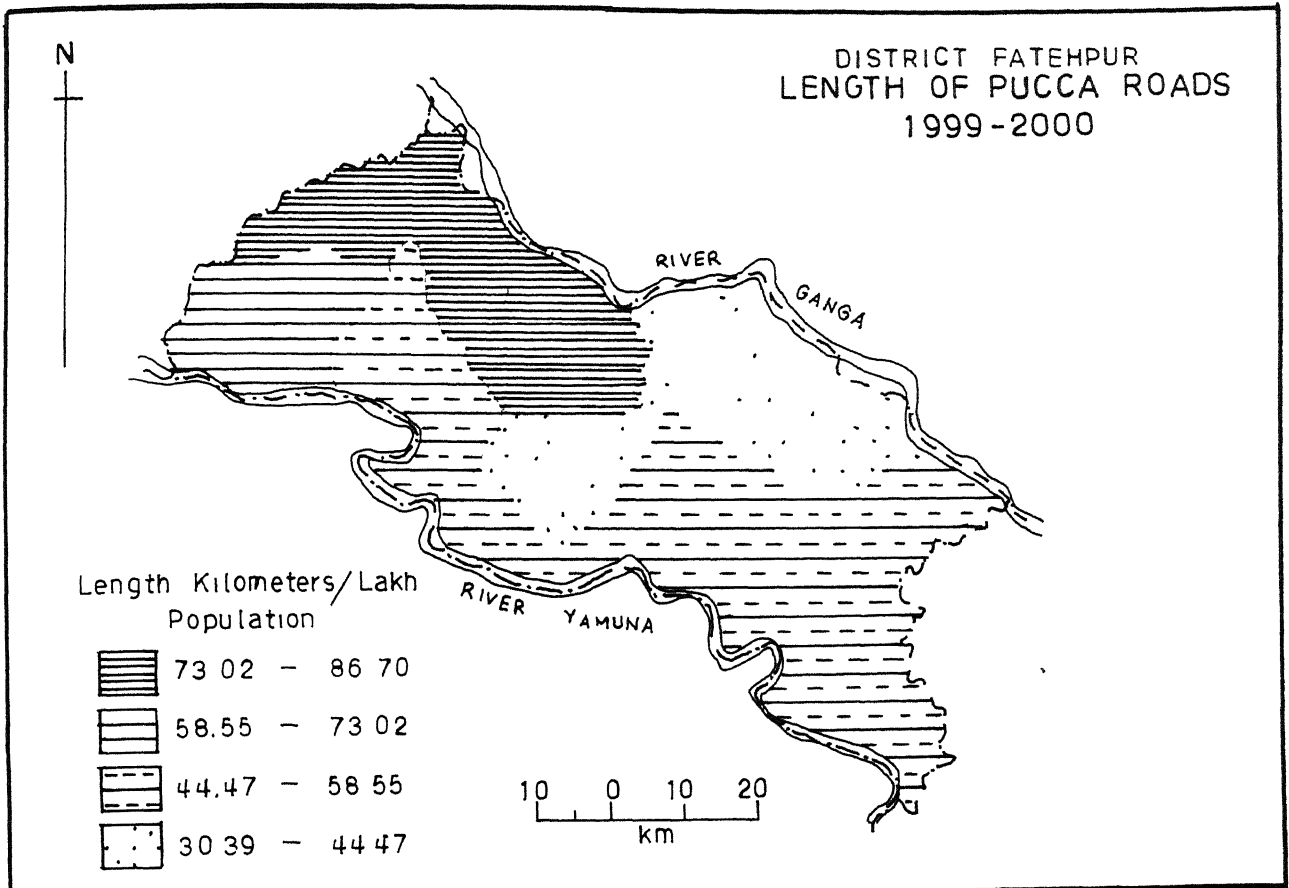 N
DISTRICT FATEHPUR
LENGTH OF PUCCA ROADS
1999-2000
RIVER GANGA
RIVER YAMUNA
Length Kilometers/Lakh
Population
73 02 - 86 70
58.55 - 73 02
44.47 - 58 55
30 39 - 44 47
10 0 10 20
km